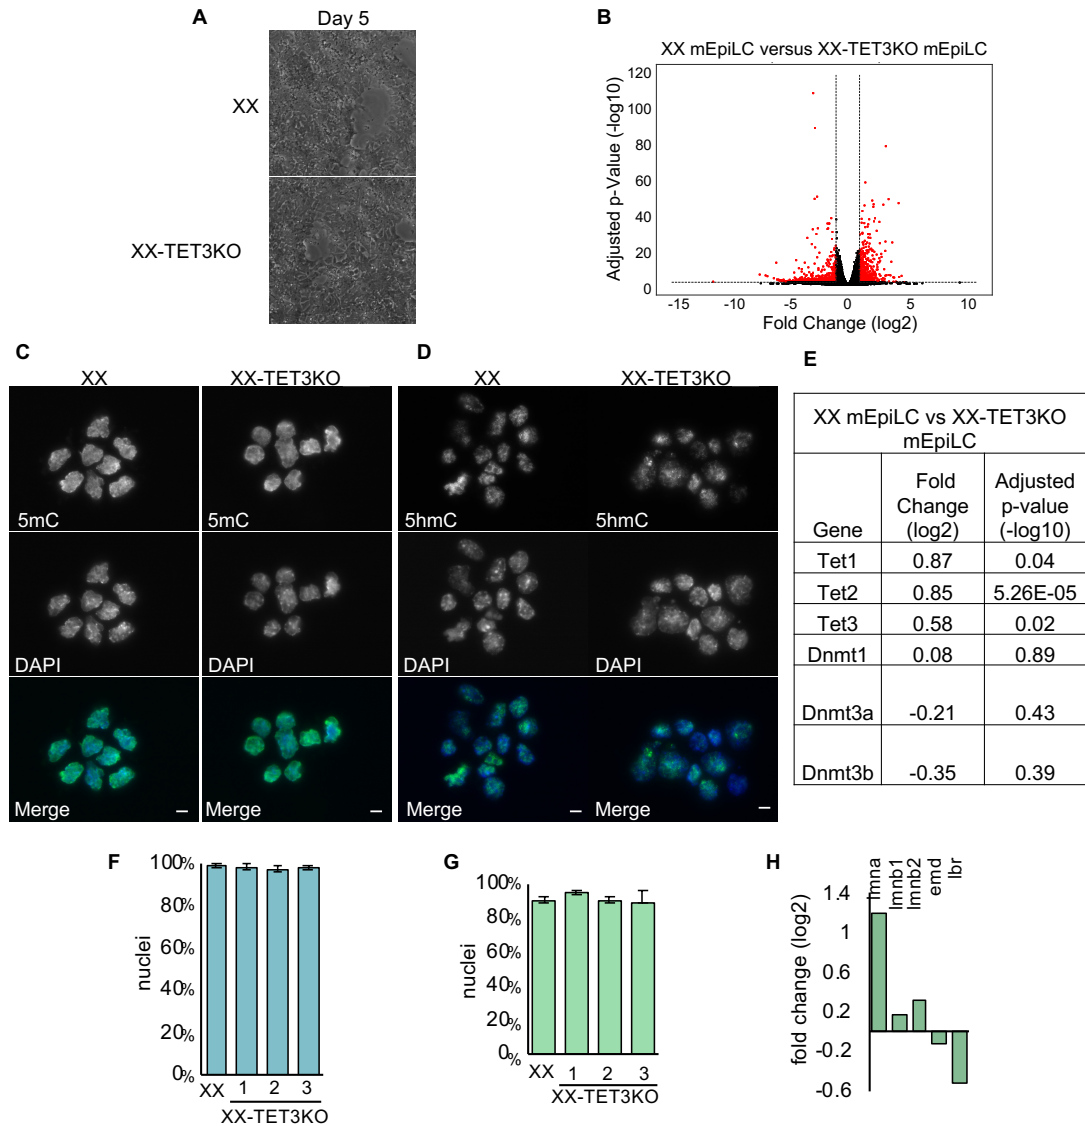 A
Day 5
XX
XX-TET3KO
B
XX mEpiLC versus XX-TET3KO mEpiLC
Adjusted p-Value (-log10)
120
100
80
60
40
20
0
-15
-10
-5
0
5
10
Fold Change (log2)
C
XX
XX-TET3KO
5mC
5mC
DAPI
DAPI
Merge
Merge
D
XX
XX-TET3KO
5hmC
5hmC
DAPI
DAPI
Merge
Merge
E
XX mEpiLC vs XX-TET3KO
mEpiLC
Gene
Fold
Change
(log2)
Adjusted
p-value
(-log10)
Tet1 0.87 0.04
Tet2 0.85 5.26E-05
Tet3 0.58 0.02
Dnmt1 0.08 0.89
Dnmt3a -0.21 0.43
Dnmt3b -0.35 0.39
F
nuclei
100%
80%
60%
40%
20%
0%
XX 1 2 3
XX-TET3KO
G
nuclei
100%
80%
60%
40%
20%
0%
XX 1 2 3
XX-TET3KO
H
fold change (log2)
1.4
1
0.6
0.2
-0.2
-0.6
lmna
lmnb1
lmnb2
emd
lbr